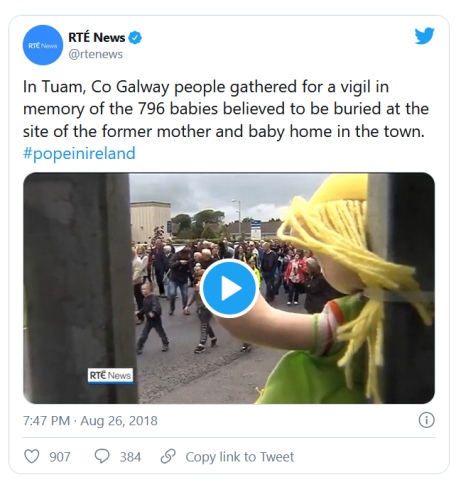 RTÉ News
RTÉ News
@rtenews
In Tuam, Co Galway people gathered for a vigil in
memory of the 796 babies believed to be buried at the
site of the former mother and baby home in the town.
#popeinireland
RTÉ News
7:47 PM · Aug 26, 2018
907
384
Copy link to Tweet